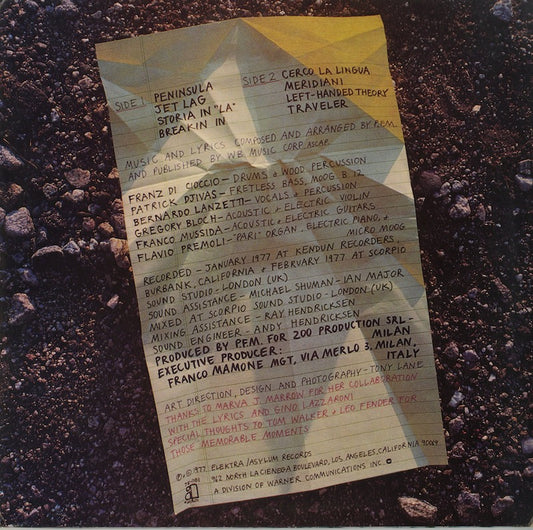 SIDE 1 PENINSULA
JET LAG
STORIA IN "LA"
BREAKIN IN
SIDE 2 CERCO LA LINGUA
MERIDIANI
LEFT-HANDED THEORY
TRAVELER
MUSIC AND LYRICS COMPOSED AND ARRANGED BY P.F.M.
AND PUBLISHED BY W.B. MUSIC CORP. ASCAP.
FRANZ DI CIOCCIO - DRUMS + WOOD PERCUSSION
PATRICK DJIVAS - FRETLESS BASS, MOOG B 12
BERNARDO LANZETTI - VOCALS + PERCUSSION
GREGORY BLOCH - ACOUSTIC + ELECTRIC VIOLIN
FRANCO MUSSIDA - ACOUSTIC + ELECTRIC GUITARS
FLAVIO PREMOLI - "PARI" ORGAN, ELECTRIC PIANO, +
MICRO MOOG
RECORDED - JANUARY 1977 AT KENDUN RECORDERS,
BURBANK, CALIFORNIA + FEBRUARY 1977 AT SCORPIO
SOUND STUDIO - LONDON (UK)
SOUND ASSISTANCE - MICHAEL SHUMAN - IAN MAJOR
MIXED AT SCORPIO SOUND STUDIO - LONDON (UK)
MIXING ASSISTANCE - RAY HENDRICKSEN
SOUND ENGINEER - ANDY HENDRICKSEN
PRODUCED BY P.F.M. FOR 200 PRODUCTION SRL -
MILAN
EXECUTIVE PRODUCER:
FRANCO MAMONE MGT, VIA MERLO 3, MILAN,
ITALY
ART DIRECTION, DESIGN AND PHOTOGRAPHY - TONY LANE
THANKS TO MARVA J. MARROW FOR HER COLLABORATION
WITH THE LYRICS AND GINO LAZZARONI
SPECIAL THOUGHTS TO TOM WALKER + LEO FENDER FOR
THOSE MEMORABLE MOMENTS
℗ © 1977 ELEKTRA/ASYLUM RECORDS
962 NORTH LA CIENEGA BOULEVARD, LOS ANGELES, CALIFORNIA 90069
A DIVISION OF WARNER COMMUNICATIONS INC.